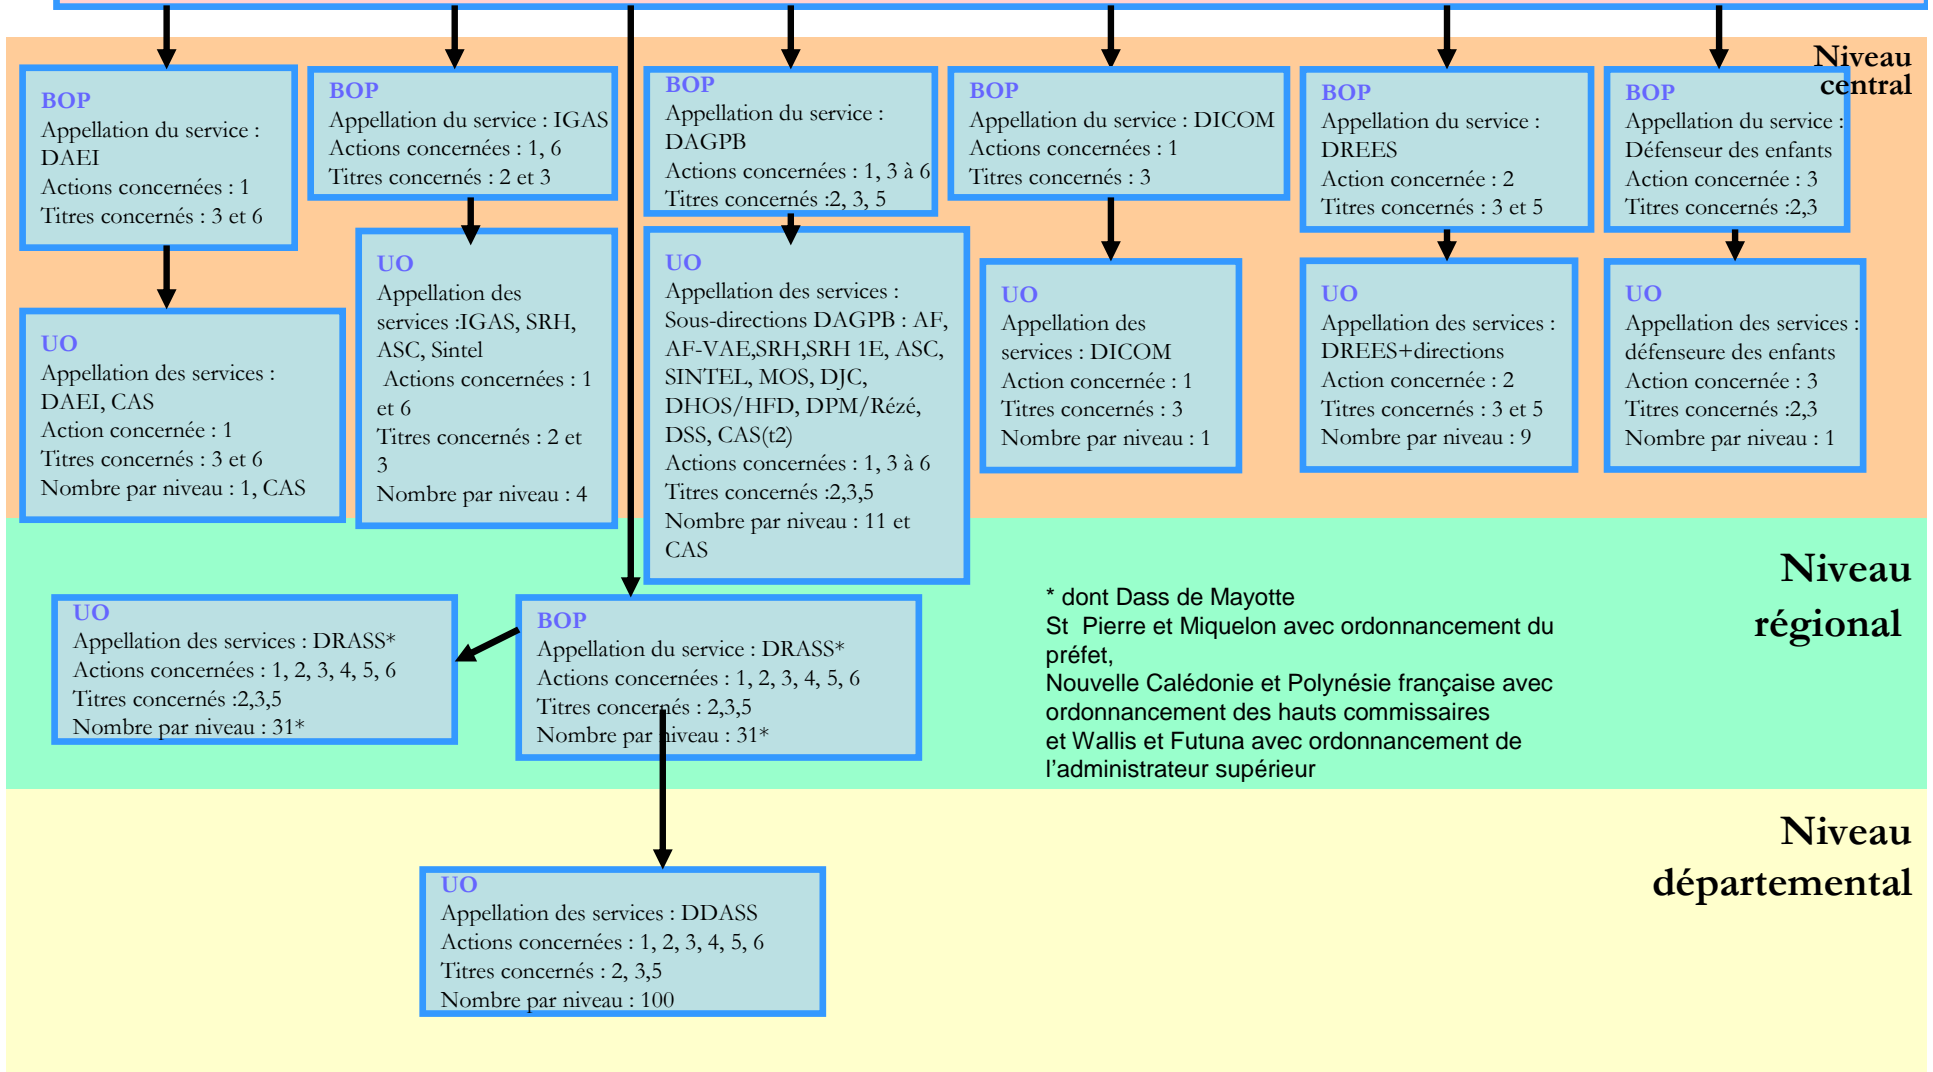 Niveau
central
BOP
Appellation du service :
DAEI
Actions concernées : 1
Titres concernés : 3 et 6
BOP
Appellation du service : IGAS
Actions concernées : 1, 6
Titres concernés : 2 et 3
BOP
Appellation du service :
DAGPB
Actions concernées : 1, 3 à 6
Titres concernés :2, 3, 5
BOP
Appellation du service : DICOM
Actions concernées : 1
Titres concernés : 3
BOP
Appellation du service :
DREES
Action concernée : 2
Titres concernés : 3 et 5
BOP
Appellation du service :
Défenseur des enfants
Action concernée : 3
Titres concernés :2,3
UO
Appellation des services :
DAEI, CAS
Action concernée : 1
Titres concernés : 3 et 6
Nombre par niveau : 1, CAS
UO
Appellation des
services :IGAS, SRH,
ASC, Sintel
Actions concernées : 1
et 6
Titres concernés : 2 et
3
Nombre par niveau : 4
UO
Appellation des services :
Sous-directions DAGPB : AF,
AF-VAE,SRH,SRH 1E, ASC,
SINTEL, MOS, DJC,
DHOS/HFD, DPM/Rézé,
DSS, CAS(t2)
Actions concernées : 1, 3 à 6
Titres concernés :2,3,5
Nombre par niveau : 11 et
CAS
UO
Appellation des
services : DICOM
Action concernée : 1
Titres concernés : 3
Nombre par niveau : 1
UO
Appellation des services :
DREES+directions
Action concernée : 2
Titres concernés : 3 et 5
Nombre par niveau : 9
UO
Appellation des services :
défenseure des enfants
Action concernée : 3
Titres concernés :2,3
Nombre par niveau : 1
Niveau
régional
UO
Appellation des services : DRASS*
Actions concernées : 1, 2, 3, 4, 5, 6
Titres concernés :2,3,5
Nombre par niveau : 31*
BOP
Appellation du service : DRASS*
Actions concernées : 1, 2, 3, 4, 5, 6
Titres concernés : 2,3,5
Nombre par niveau : 31*
* dont Dass de Mayotte
St  Pierre et Miquelon avec ordonnancement du
préfet,
Nouvelle Calédonie et Polynésie française avec
ordonnancement des hauts commissaires
et Wallis et Futuna avec ordonnancement de
l’administrateur supérieur
Niveau
départemental
UO
Appellation des services : DDASS
Actions concernées : 1, 2, 3, 4, 5, 6
Titres concernés : 2, 3,5
Nombre par niveau : 100